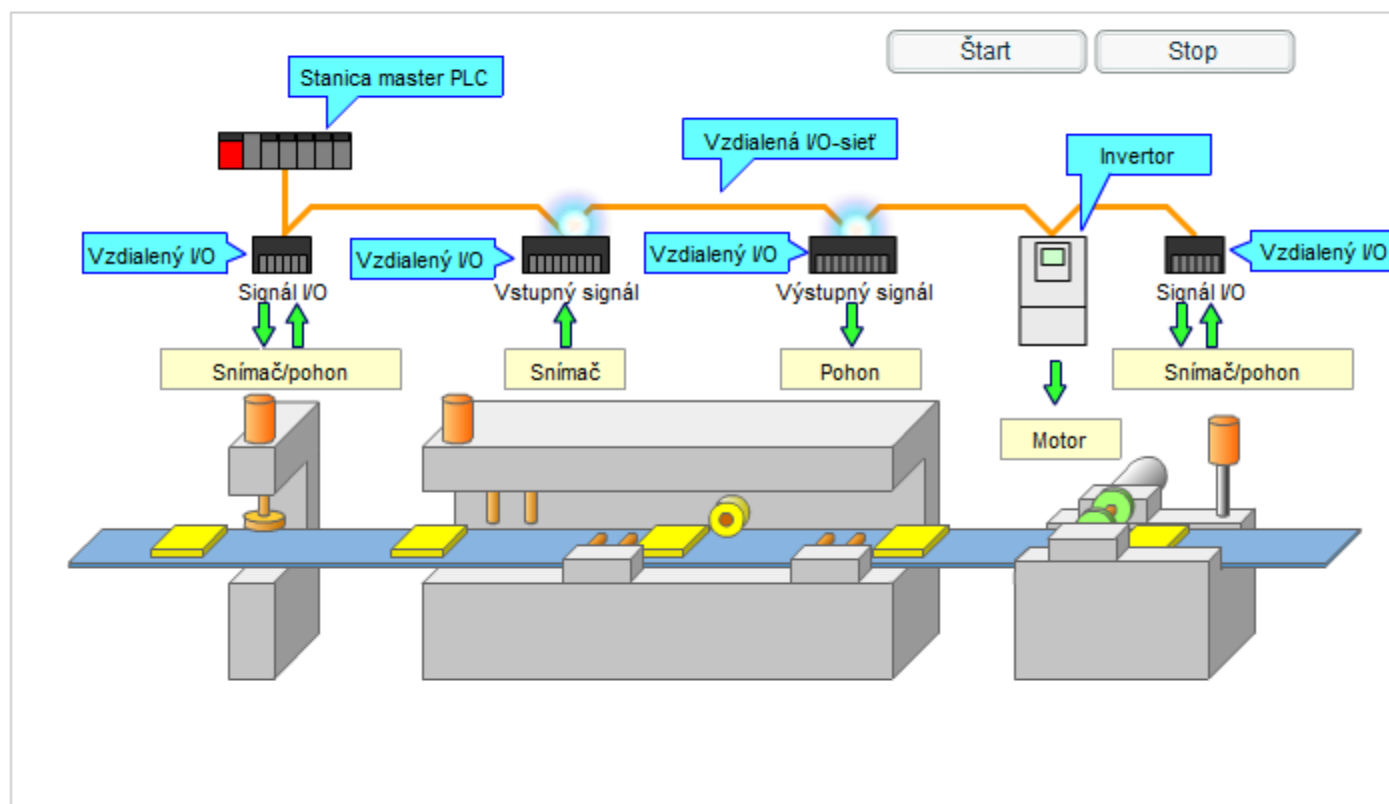 Štart
Stop
Stanica master PLC
Vzdialená I/O-sieť
Invertor
Vzdialený I/O
Vzdialený I/O
Vzdialený I/O
Vzdialený I/O
Signál I/O
Vstupný signál
Výstupný signál
Signál I/O
Snímač/pohon
Snímač
Pohon
Snímač/pohon
Motor